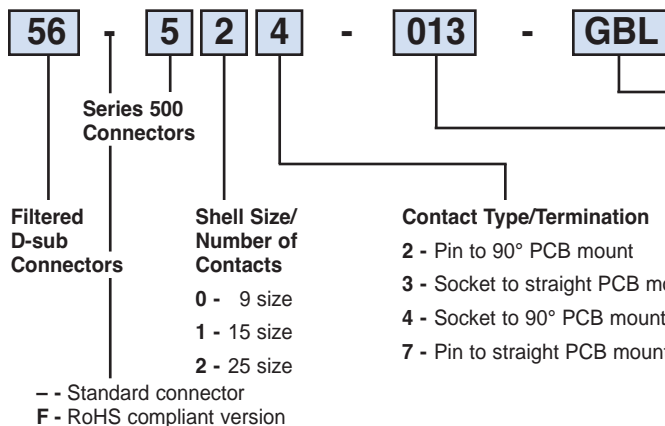 56 - 5 2 4 - 013 - GBL
Series 500
Connectors
Filtered
D-sub
Connectors
Shell Size/
Number of
Contacts
0 - 9 size
1 - 15 size
2 - 25 size
Contact Type/Termination
2 - Pin to 90° PCB mount
3 - Socket to straight PCB
4 - Socket to 90° PCB mount
7 - Pin to straight PCB mount
– - Standard connector
F - RoHS compliant version